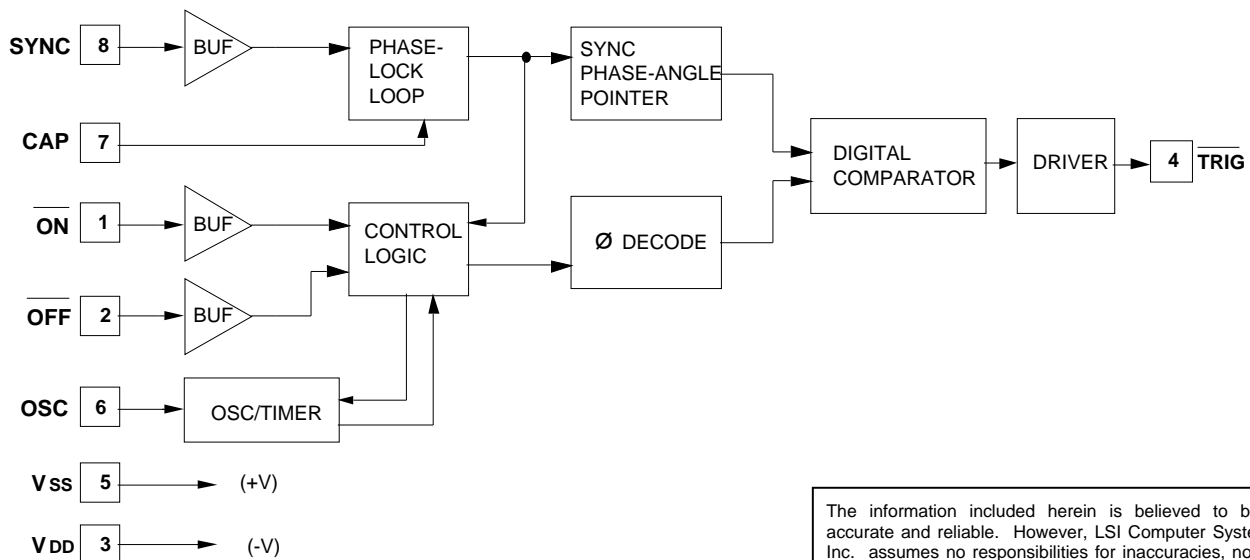 SYNC 8 BUF PHASE-LOCK LOOP SYNC PHASE-ANGLE POINTER
CAP 7
DIGITAL COMPARATOR DRIVER 4 TRIG
ON 1 BUF CONTROL LOGIC Ø DECODE
OFF 2 BUF
OSC 6 OSC/TIMER
VSS 5 (+V)
VDD 3 (-V)
The information included herein is believed to
accurate and reliable. However, LSI Computer
Inc. assumes no responsibilities for inaccuracies,